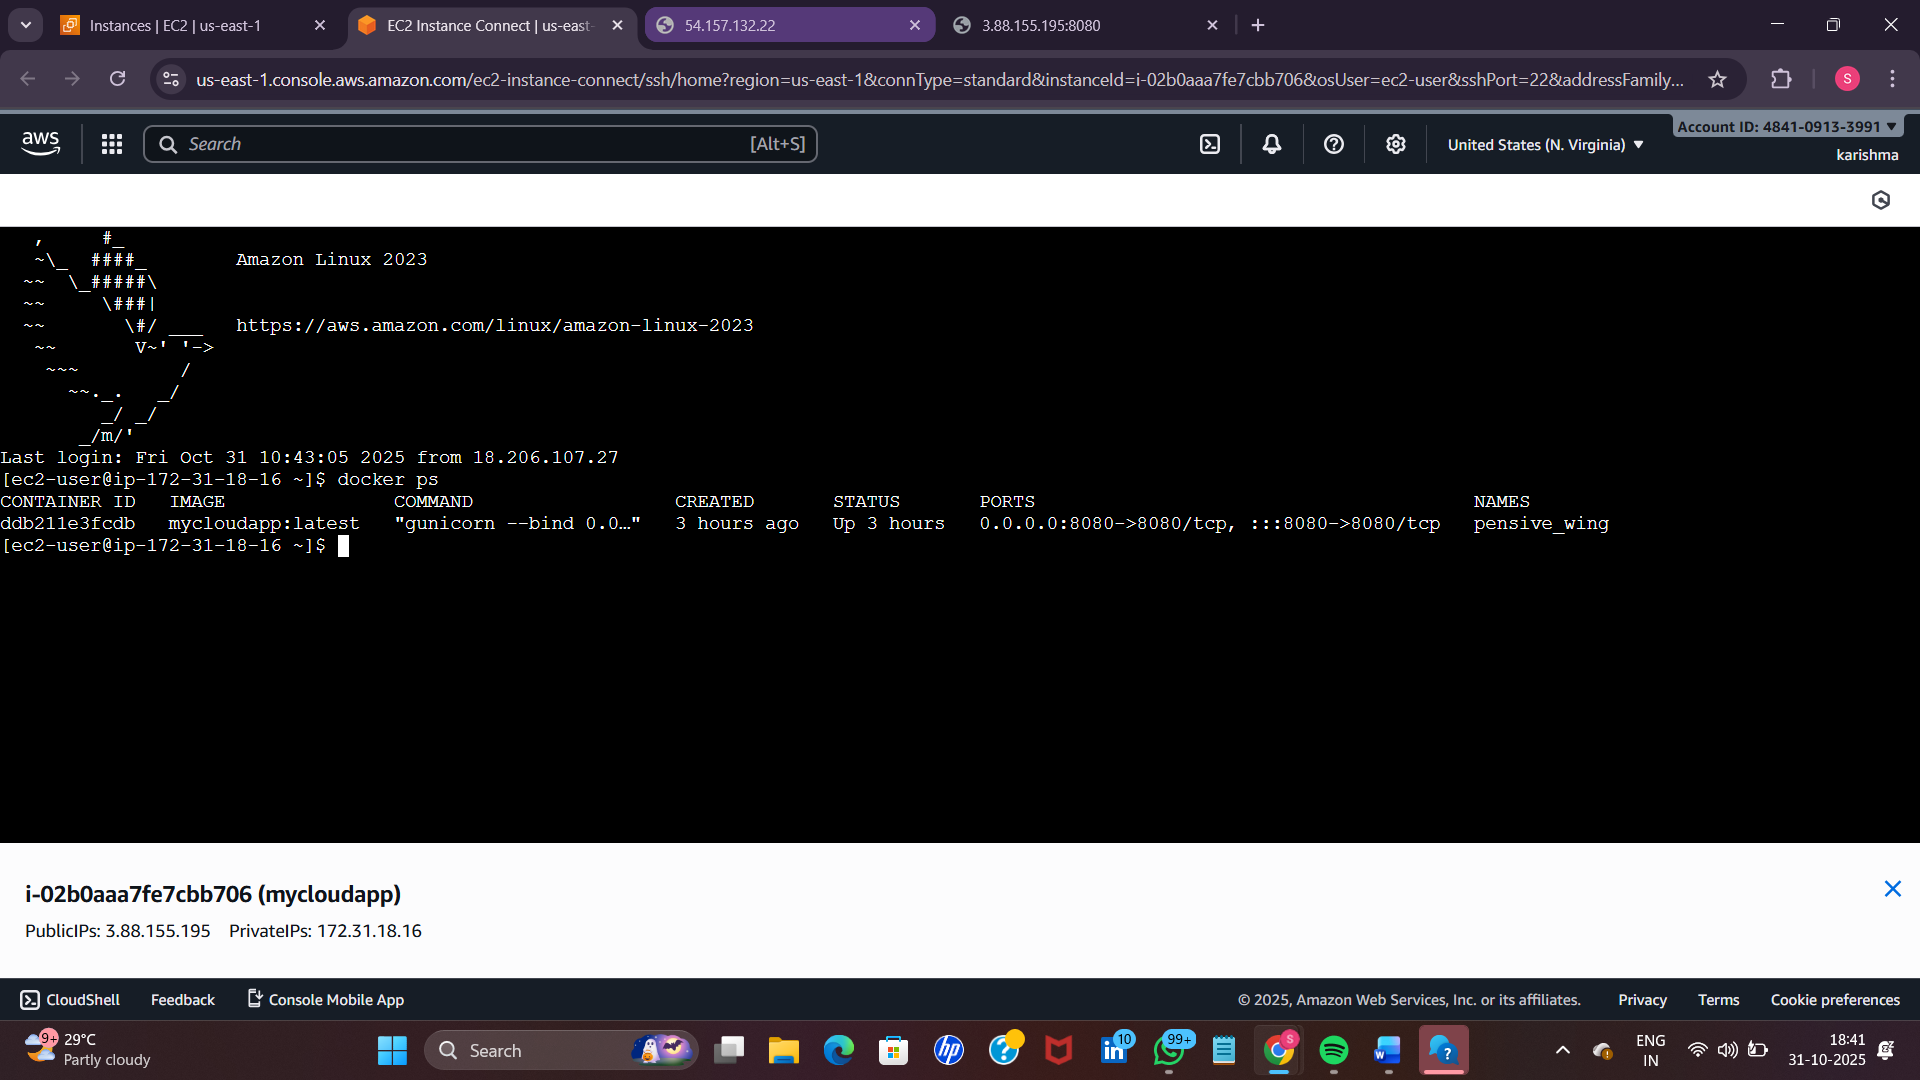 Instances | EC2 | us-east-1
EC2 Instance Connect | us-east-
54.157.132.22
3.88.155.195:8080
us-east-1.console.aws.amazon.com/ec2-instance-connect/ssh/home?region=us-east-1&connType=standard&instanceId=i-02b0aaa7fe7cbb706&osUser=ec2-user&sshPort=22&addressFamily...
S
aws
Search
[Alt+S]
United States (N. Virginia)
Account ID: 4841-0913-3991
karishma
   ,     #_
   ~\_  ####_        Amazon Linux 2023
  ~~  \_#####\
  ~~     \###|
  ~~       \#/ ___   https://aws.amazon.com/linux/amazon-linux-2023
   ~~       V~' '->
    ~~~         /
      ~~._.   _/
         _/ _/
       _/m/'
Last login: Fri Oct 31 10:43:05 2025 from 18.206.107.27
[ec2-user@ip-172-31-18-16 ~]$ docker ps
CONTAINER ID   IMAGE               COMMAND                  CREATED       STATUS       PORTS                                       NAMES
ddb211e3fcdb   mycloudapp:latest   "gunicorn --bind 0.0…"   3 hours ago   Up 3 hours   0.0.0.0:8080->8080/tcp, :::8080->8080/tcp   pensive_wing
[ec2-user@ip-172-31-18-16 ~]$
i-02b0aaa7fe7cbb706 (mycloudapp)
PublicIPs: 3.88.155.195 PrivateIPs: 172.31.18.16
CloudShell
Feedback
Console Mobile App
© 2025, Amazon Web Services, Inc. or its affiliates.
Privacy
Terms
Cookie preferences
9+
29°C
Partly cloudy
Search
hp
10
in
99+
S
W
ENG
IN
18:41
31-10-2025